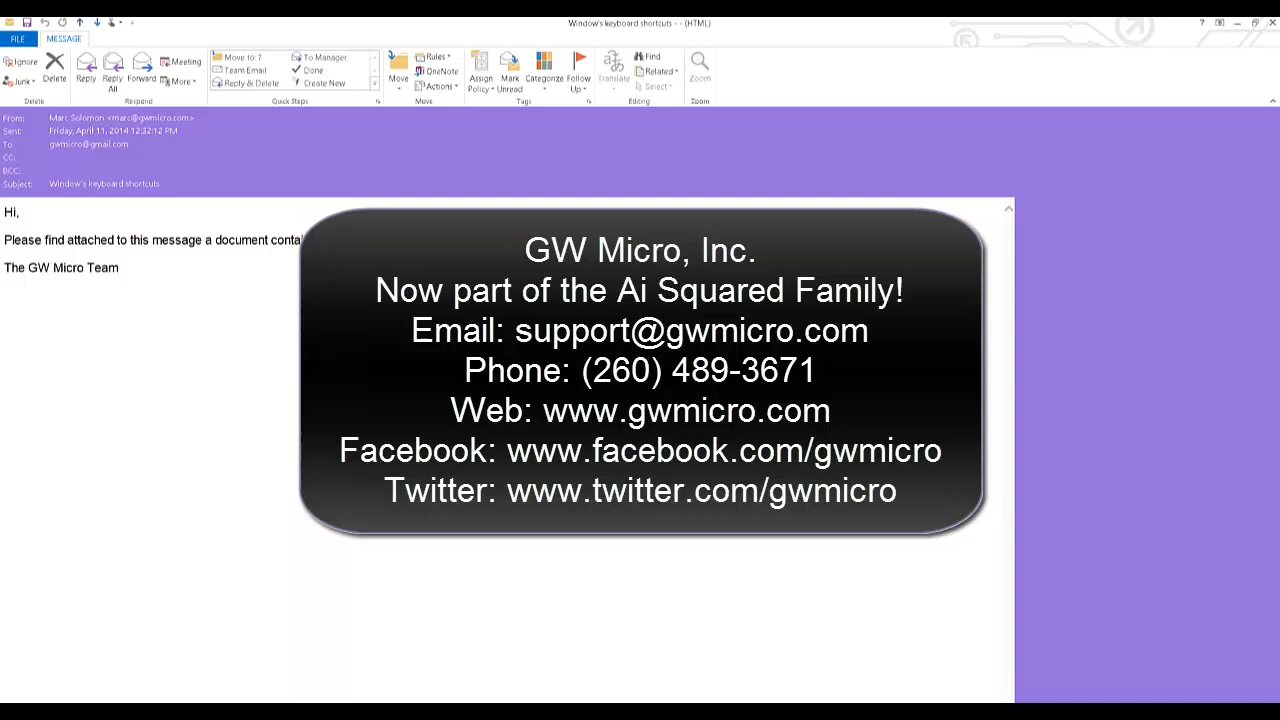 Window's keyboard shortcuts - - (HTML)
FILE MESSAGE
Ignore Meeting Move to: ? To Manager Rules OneNote Find
Junk Delete Reply Reply All Forward More Team Email Done Move Actions Assign Policy Mark Unread Categorize Follow Up Translate Related Select Zoom
Reply & Delete Create New
Delete Respond Quick Steps Move Tags Editing Zoom
From: Marc Solomon <marc@gwmicro.com>
Sent: Friday, April 11, 2014 12:32:12 PM
To: gwmicro@gmail.com
CC:
BCC:
Subject: Window's keyboard shortcuts
Hi,
Please find attached to this message a document conta
The GW Micro Team
GW Micro, Inc.
Now part of the Ai Squared Family!
Email: support@gwmicro.com
Phone: (260) 489-3671
Web: www.gwmicro.com
Facebook: www.facebook.com/gwmicro
Twitter: www.twitter.com/gwmicro